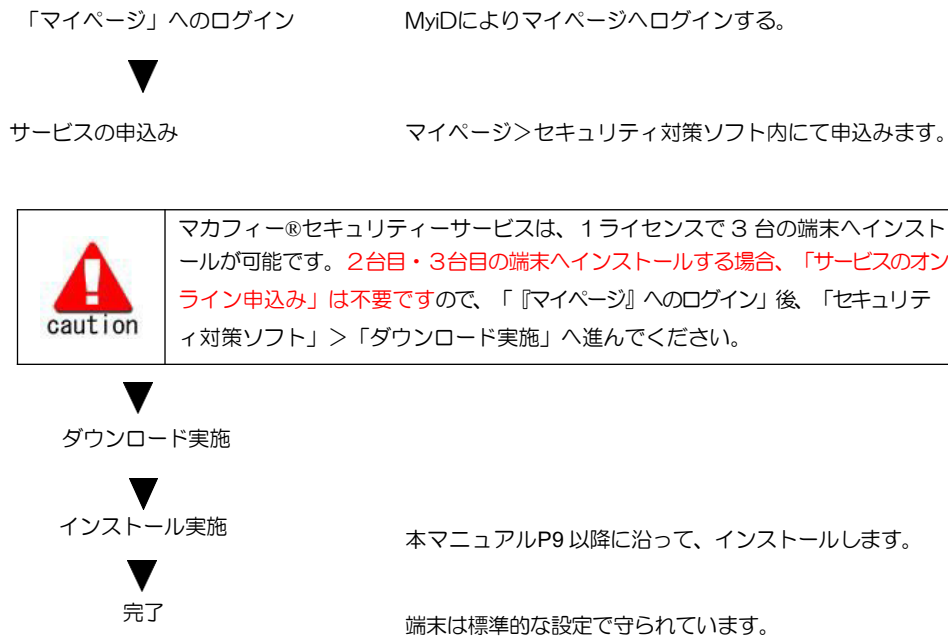 「マイページ」へのログイン　MyiDによりマイページへログインする。
サービスの申込み　マイページ＞セキュリティ対策ソフト内にて申込みます。
caution
マカフィー®セキュリティーサービスは、１ライセンスで 3 台の端末へインスト
ールが可能です。２台目・３台目の端末へインストールする場合、「サービスのオン
ライン申込み」は不要ですので、「『マイページ』へのログイン」後、「セキュリテ
ィ対策ソフト」＞「ダウンロード実施」へ進んでください。
ダウンロード実施
インストール実施　本マニュアルP9 以降に沿って、インストールします。
完了　端末は標準的な設定で守られています。